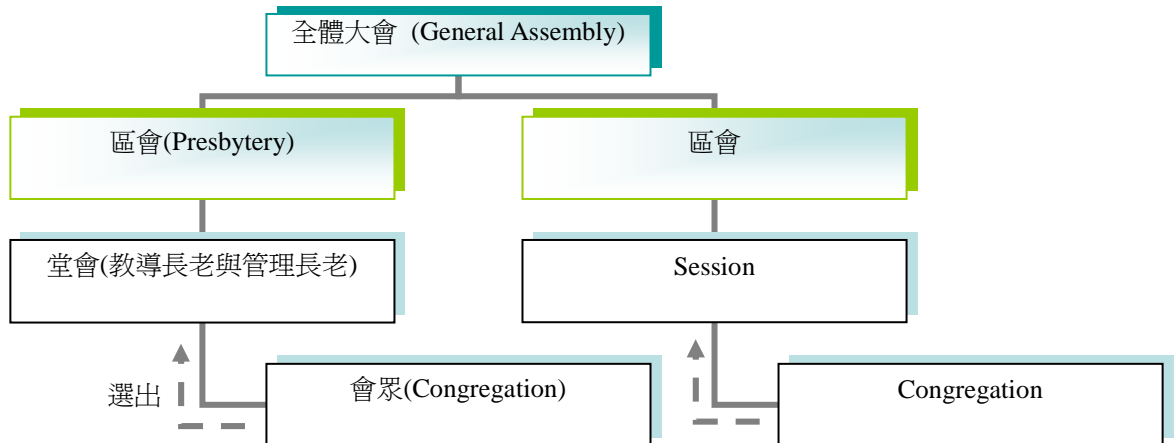 全體大會 (General Assembly)
區會(Presbytery)
區會
堂會(教導長老與管理長老)
Session
選出
會眾(Congregation)
Congregation